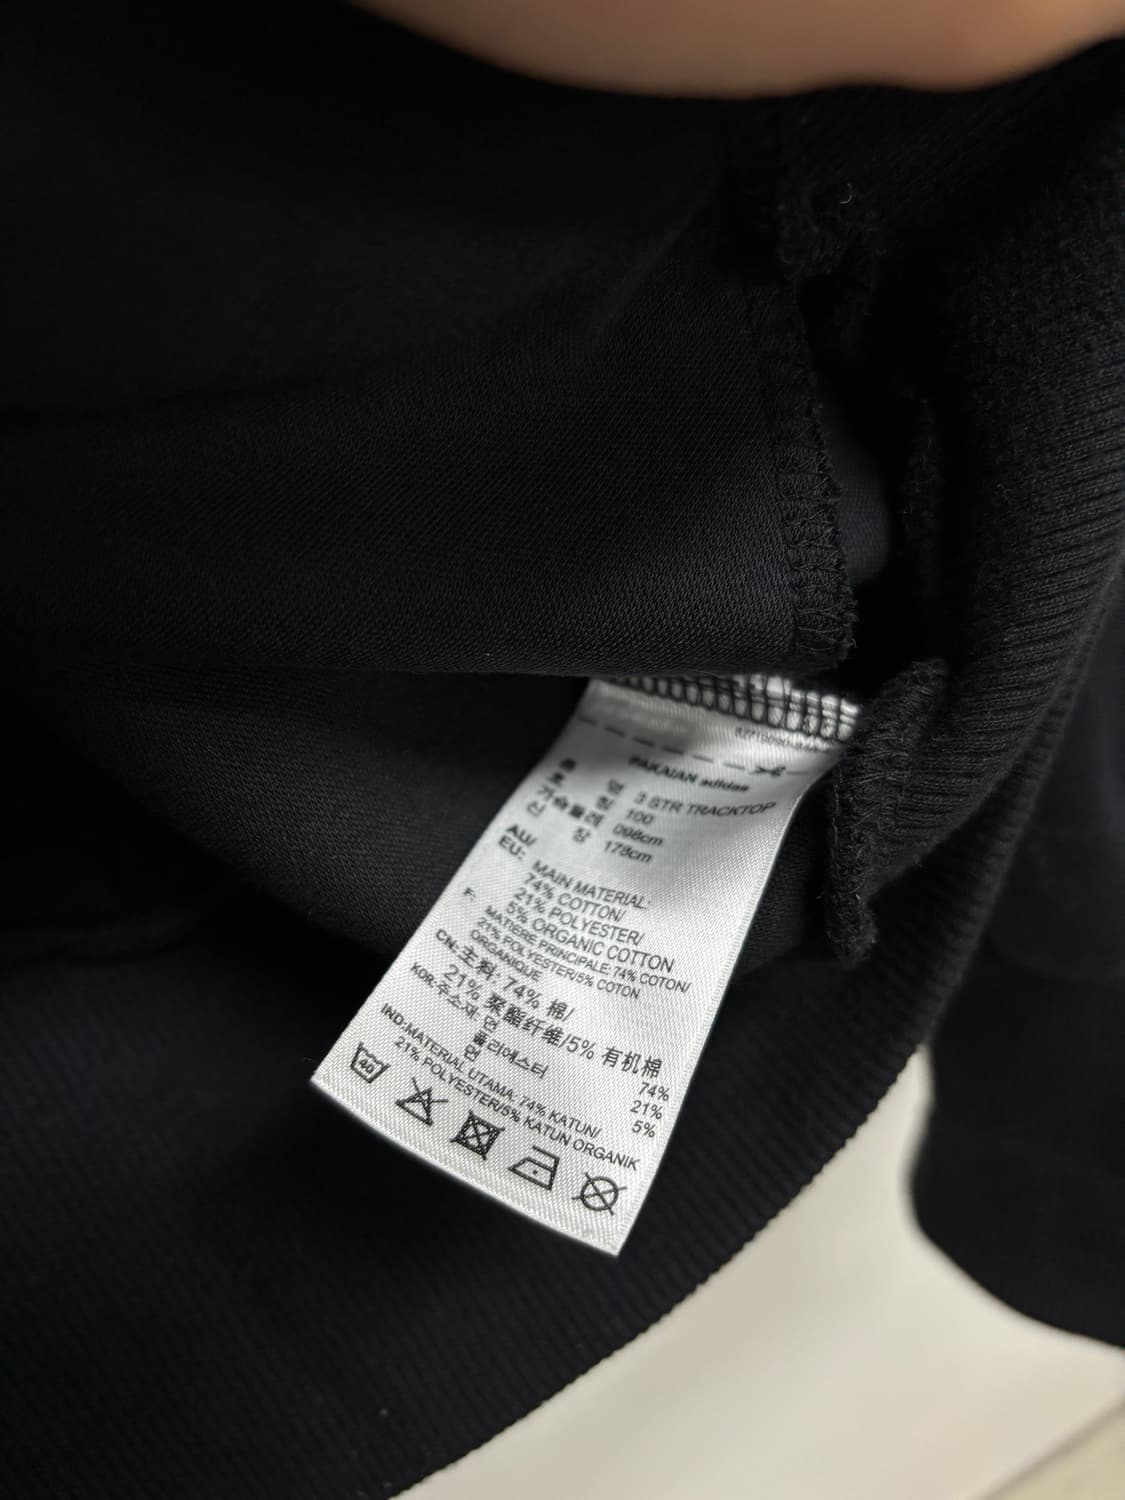 PAKAIAN adidas
명 3 STR TRACKTOP
호 칭 100
가슴둘레 098cm
신 장 178cm
AU/
EU: MAIN MATERIAL:
74% COTTON/
21% POLYESTER/
5% ORGANIC COTTON
F: MATIERE PRINCIPALE:74% COTON/
21% POLYESTER/5% COTON
ORGANIQUE
CN:主料: 74% 棉/
21% 聚酯纤维/5% 有机棉
KOR:주소재: 면 74%
폴리에스터 21%
면 5%
IND:MATERIAL UTAMA: 74% KATUN/
21% POLYESTER/5% KATUN ORGANIK
40